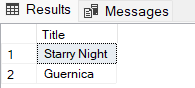 Results Messages
Title
1 Starry Night
2 Guernica